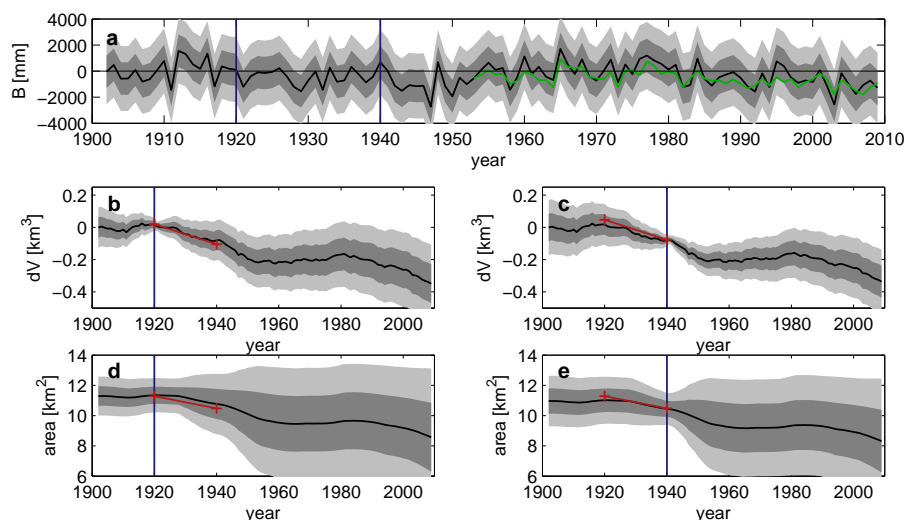 4000
2000
0
−2000
−4000
B [mm]
a
1900 1910 1920 1930 1940 1950 1960 1970 1980 1990 2000 2010
year
0.2
0
−0.2
−0.4
dV [km³]
b
1900 1920 1940 1960 1980 2000
year
0.2
0
−0.2
−0.4
dV [km³]
c
1900 1920 1940 1960 1980 2000
year
14
12
10
8
6
area [km²]
d
1900 1920 1940 1960 1980 2000
year
14
12
10
8
6
area [km²]
e
1900 1920 1940 1960 1980 2000
year